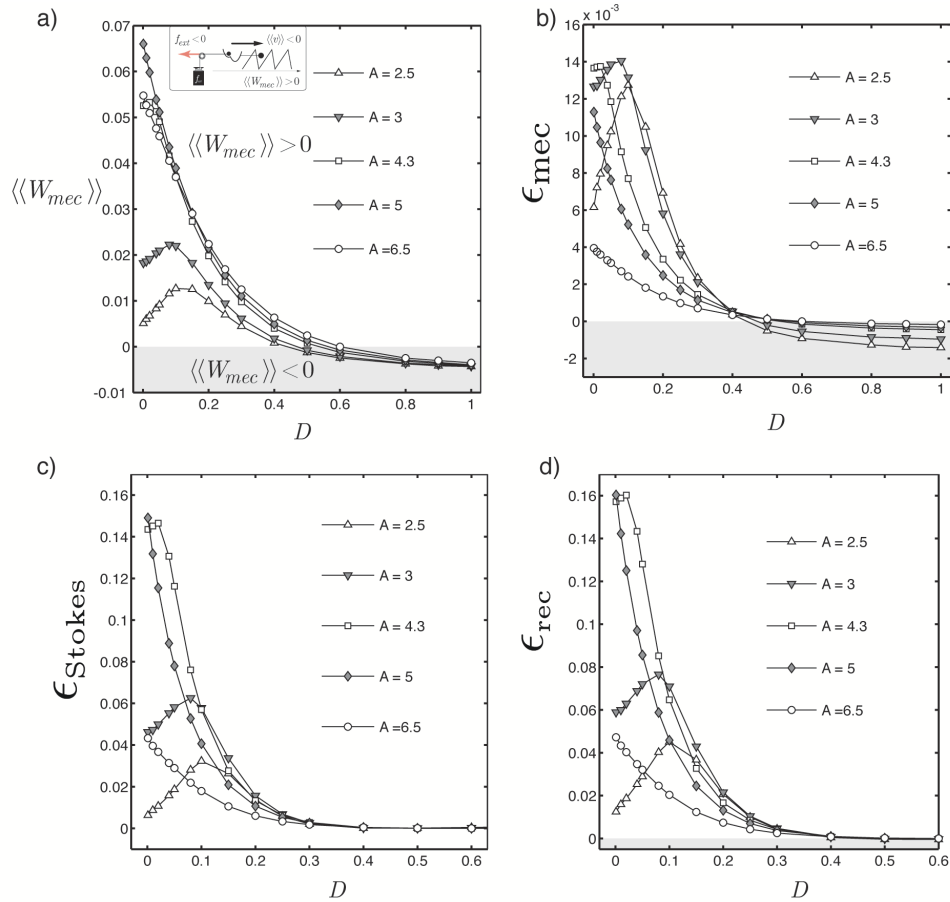 a)
0.07
0.06
0.05
0.04
0.03
0.02
0.01
0
-0.01
⟨⟨W_mec⟩⟩
f_ext < 0
⟨⟨v⟩⟩ < 0
⟨⟨W_mec⟩⟩ > 0
⟨⟨W_mec⟩⟩ > 0
⟨⟨W_mec⟩⟩ < 0
A = 2.5
A = 3
A = 4.3
A = 5
A =6.5
0 0.2 0.4 0.6 0.8 1
D
b)
× 10⁻³
16
14
12
10
8
6
4
2
0
-2
ϵ_mec
A = 2.5
A = 3
A = 4.3
A = 5
A =6.5
0 0.2 0.4 0.6 0.8 1
D
c)
0.16
0.14
0.12
0.1
0.08
0.06
0.04
0.02
0
ϵ_Stokes
A = 2.5
A = 3
A = 4.3
A = 5
A =6.5
0 0.1 0.2 0.3 0.4 0.5 0.6
D
d)
0.16
0.14
0.12
0.1
0.08
0.06
0.04
0.02
0
ϵ_rec
A = 2.5
A = 3
A = 4.3
A = 5
A =6.5
0 0.1 0.2 0.3 0.4 0.5 0.6
D